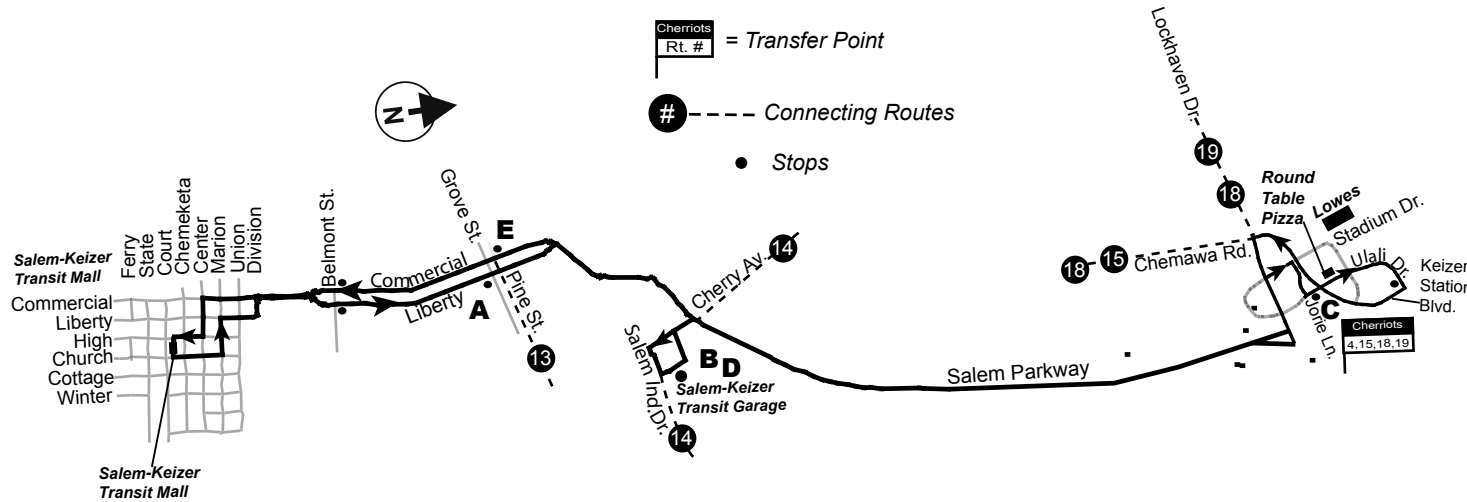 Cherriots
Rt. #
= Transfer Point
#
Connecting Routes
Stops
N
Salem-Keizer
Transit Mall
Ferry
State
Court
Chemeketa
Center
Marion
Union
Division
Commercial
Liberty
High
Church
Cottage
Winter
Salem-Keizer
Transit Mall
Belmont St.
Commercial
Liberty
Grove St.
Pine St.
E
A
13
Cherry Av.
14
Salem Ind.Dr.
14
B D
Salem-Keizer
Transit Garage
Salem Parkway
Lockhaven Dr.
19
18
18
15
Chemawa Rd.
Round
Table
Pizza
Lowes
Stadium Dr.
Ulali Dr.
Keizer
Station
Blvd.
C
Jorie Ln.
Cherriots
4,15,18,19